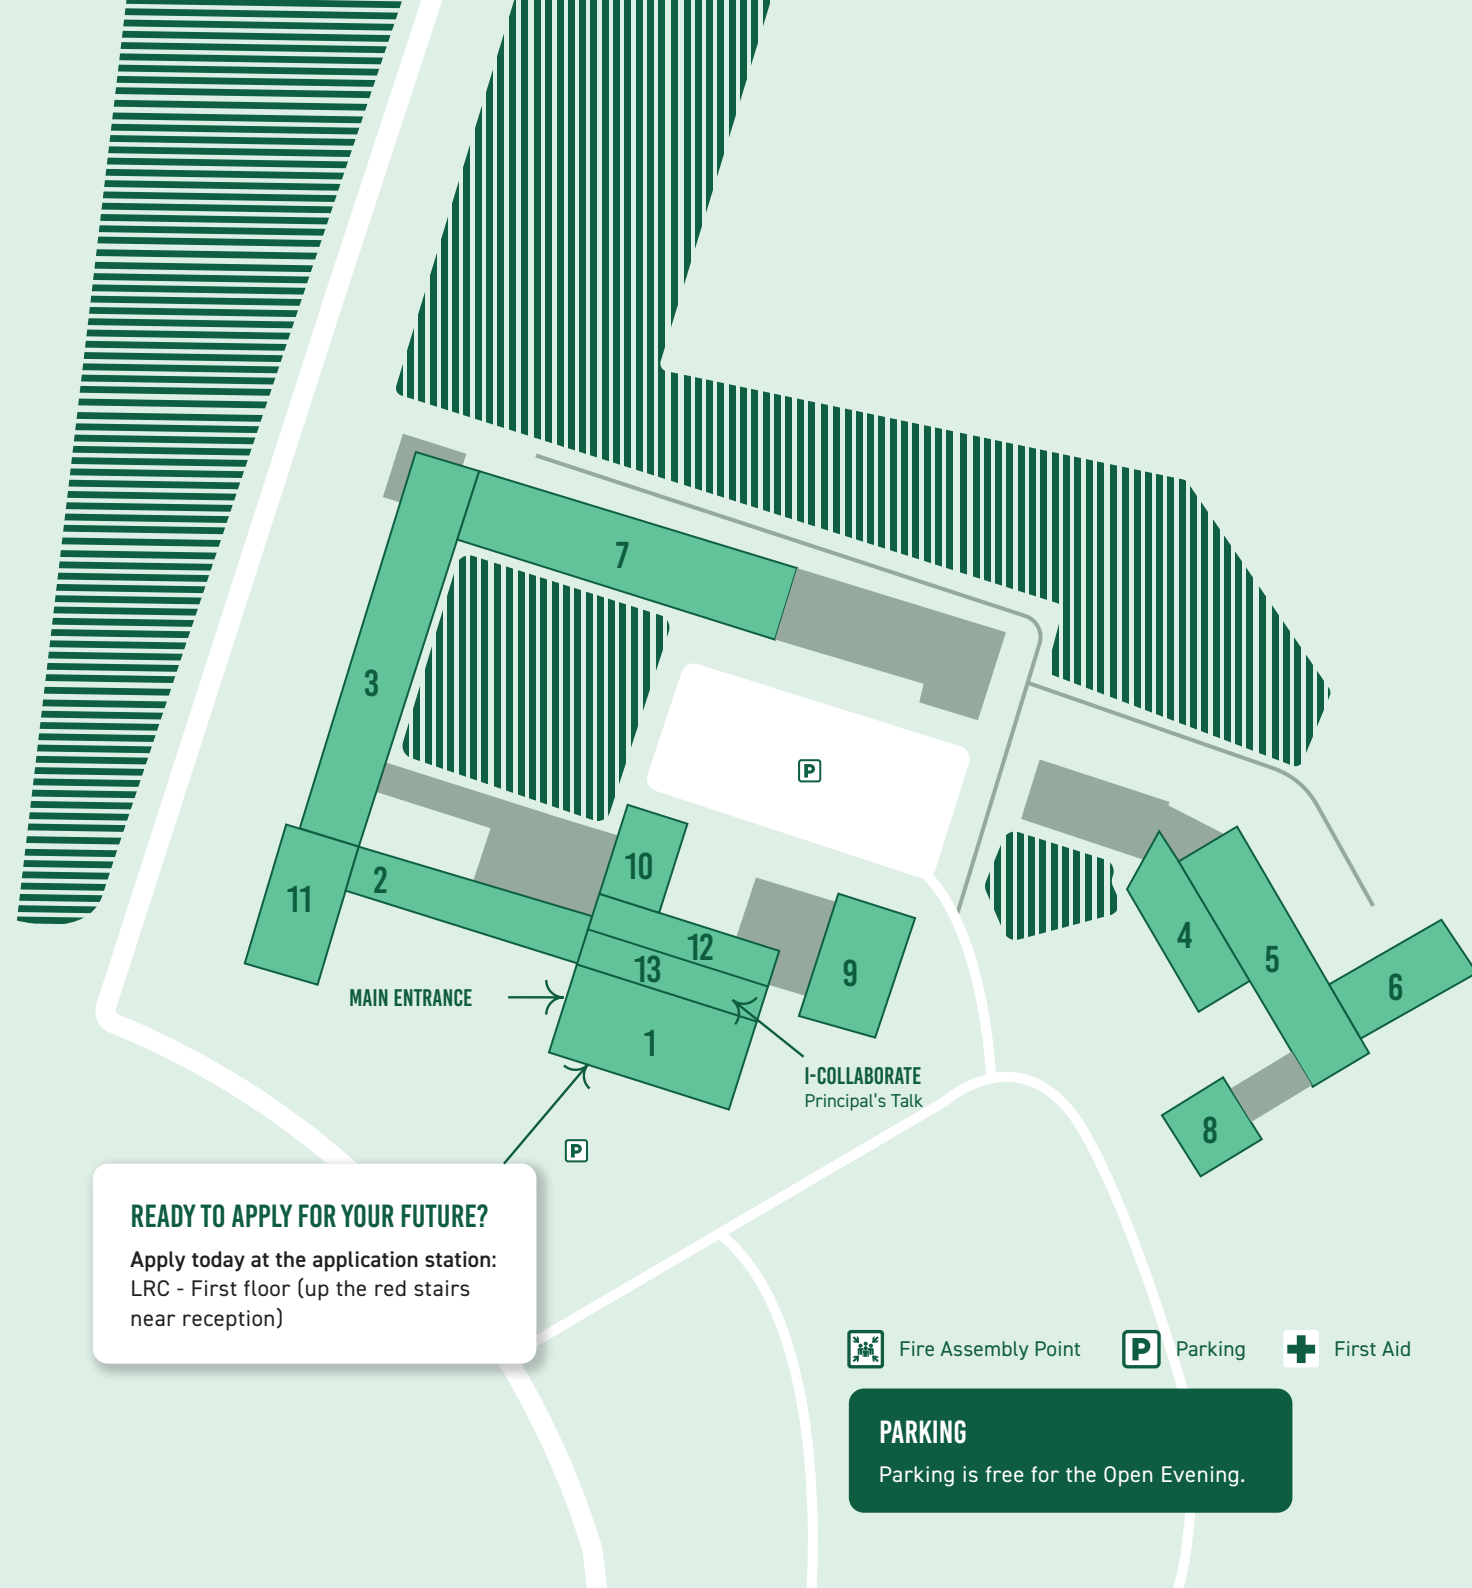 7
3
P
10
2
11
12
13
9
4
5
6
MAIN ENTRANCE
1
I-COLLABORATE
Principal's Talk
8
P
READY TO APPLY FOR YOUR FUTURE?
Apply today at the application station:
LRC - First floor (up the red stairs
near reception)
Fire Assembly Point
P Parking
First Aid
PARKING
Parking is free for the Open Evening.